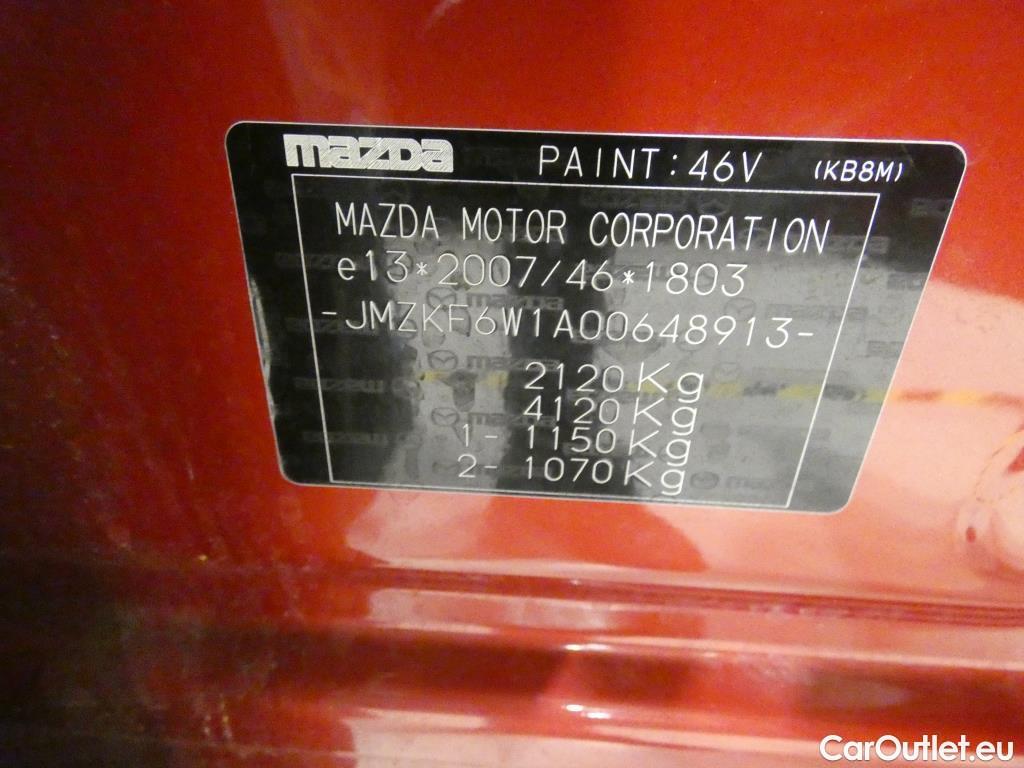 mazda PAINT:46V (KB8M)
MAZDA MOTOR CORPORATION
e13*2007/46*1803
-JMZKF6W1A00648913-
2120Kg
4120Kg
1- 1150Kg
2- 1070Kg
CarOutlet.eu